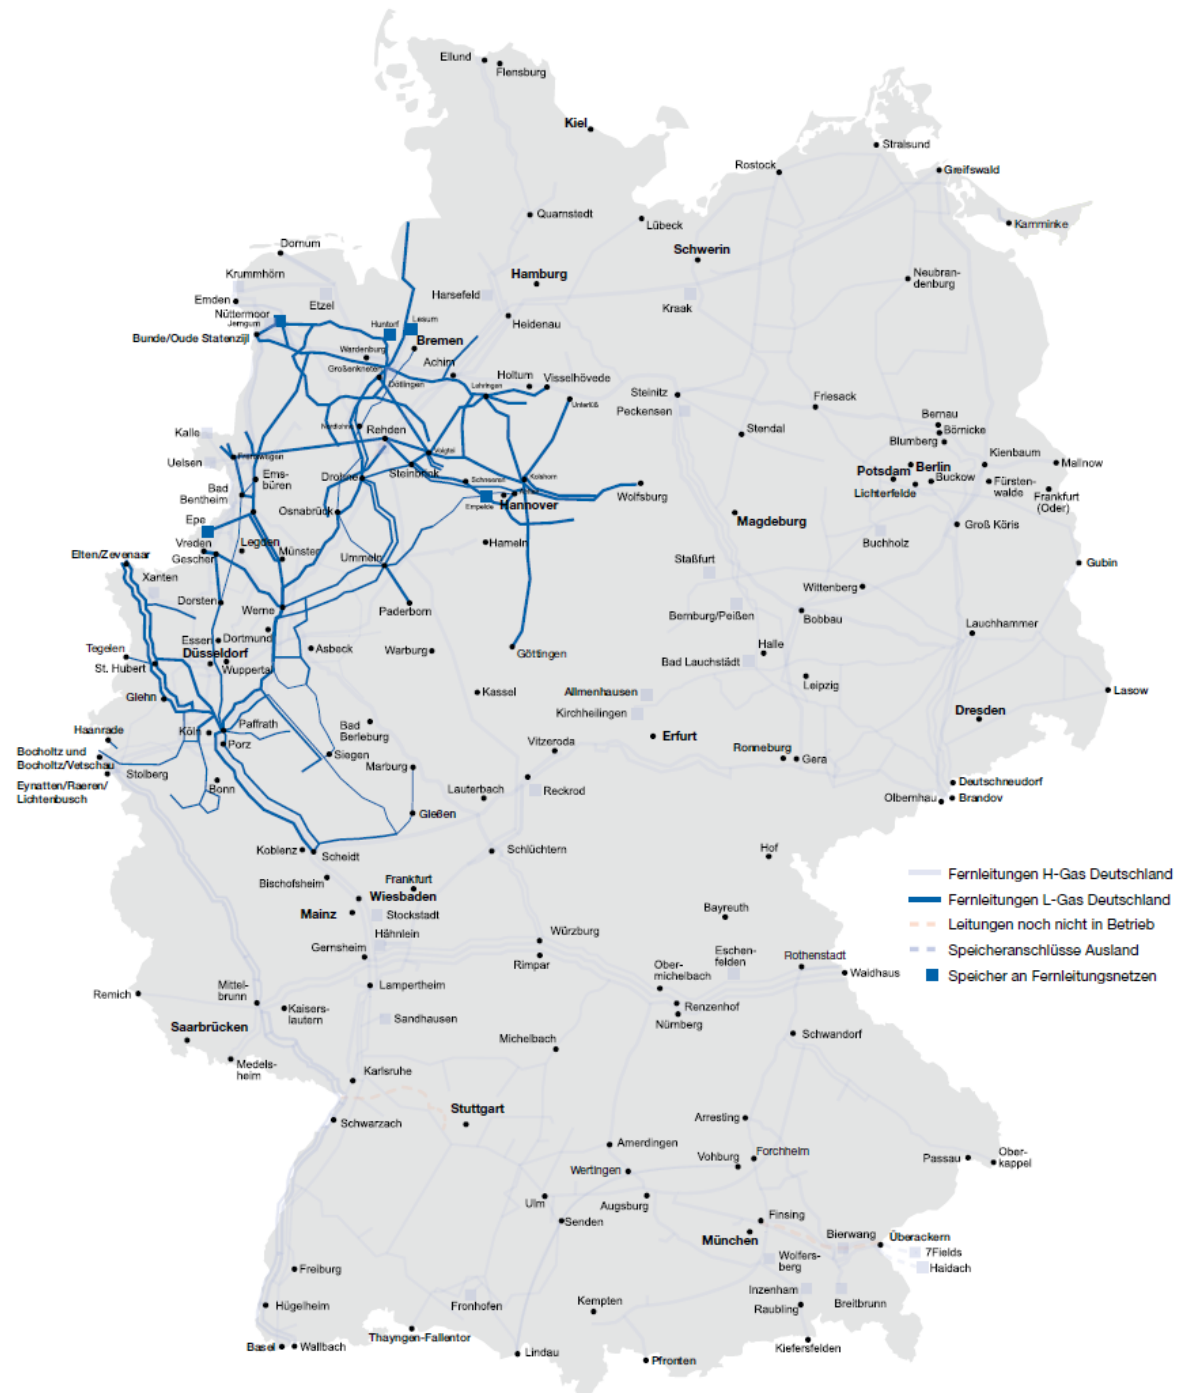 Ellund
Flensburg
Kiel
Stralsund
Rostock
Greifswald
Quarnstedt
Lübeck
Kamminke
Dornum
Schwerin
Krummhörn
Hamburg
Neubran-
denburg
Emden
Etzel
Harsefeld
Kraak
Nüttermoor
Jemgum
Huntorf
Lesum
Heidenau
Bunde/Oude Statenzijl
Bremen
Wardenburg
Achim
Großenkneten
Dötlingen
Holtum
Visselhövede
Lehringen
Unterlüß
Steinitz
Peckensen
Friesack
Bernau
Börnicke
Blumberg
Stendal
Kalle
Nordlohne
Rehden
Uelsen
Frenswegen
Voigtei
Kienbaum
Mallnow
Potsdam
Berlin
Buckow
Lichterfelde
Fürsten-
walde
Frankfurt
(Oder)
Ems-
büren
Drohne
Steinbrink
Schneeren
Kolshorn
Bad
Bentheim
Wolfsburg
Empelde
Hannover
Magdeburg
Epe
Osnabrück
Groß Köris
Buchholz
Vreden
Legden
Münster
Hameln
Gescher
Ummeln
Elten/Zevenaar
Gubin
Xanten
Staßfurt
Wittenberg
Dorsten
Werne
Paderborn
Bernburg/Peißen
Bobbau
Lauchhammer
Essen
Dortmund
Tegelen
Düsseldorf
Asbeck
Warburg
Göttingen
Halle
St. Hubert
Wuppertal
Bad Lauchstädt
Leipzig
Glehn
Kassel
Allmenhausen
Lasow
Kirchheilingen
Dresden
Haanrade
Köln
Paffrath
Bad
Berleburg
Porz
Vitzeroda
Erfurt
Ronneburg
Gera
Bocholtz und
Bocholtz/Vetschau
Stolberg
Siegen
Marburg
Eynatten/Raeren/
Lichtenbusch
Bonn
Lauterbach
Reckrod
Deutschneudorf
Olbernhau
Brandov
Gießen
Koblenz
Scheidt
Schlüchtern
Hof
Bischofsheim
Frankfurt
Wiesbaden
Mainz
Stockstadt
Bayreuth
Hähnlein
Gernsheim
Würzburg
Rimpar
Eschen-
felden
Rothenstadt
Ober-
michelbach
Waidhaus
Remich
Mittel-
brunn
Lampertheim
Kaisers-
lautern
Renzenhof
Nürnberg
Sandhausen
Saarbrücken
Michelbach
Schwandorf
Medels-
heim
Karlsruhe
Stuttgart
Schwarzach
Arresting
Amerdingen
Vohburg
Forchheim
Passau
Ober-
kappel
Wertingen
Ulm
Augsburg
Senden
Finsing
München
Bierwang
Überackern
7Fields
Haidach
Wolfers-
berg
Freiburg
Inzenham
Raubling
Breitbrunn
Hügelheim
Fronhofen
Kempten
Thayngen-Fallentor
Basel
Wallbach
Lindau
Pfronten
Kiefersfelden
Fernleitungen H-Gas Deutschland
Fernleitungen L-Gas Deutschland
Leitungen noch nicht in Betrieb
Speicheranschlüsse Ausland
Speicher an Fernleitungsnetzen